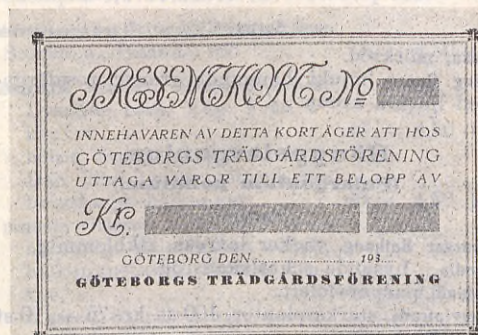 PRESENTKORT No
INNEHAVAREN AV DETTA KORT ÄGER ATT HOS
GÖTEBORGS TRÄDGÅRDSFÖRENING
UTTAGA VAROR TILL ETT BELOPP AV
Kr.
GÖTEBORG DEN........................ 193....
GÖTEBORGS TRÄDGÅRDSFÖRENING